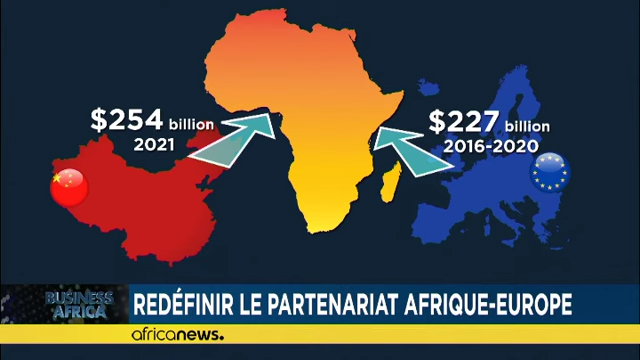 $254 billion
2021
$227 billion
2016-2020
BUSINESS
AFRICA
REDÉFINIR LE PARTENARIAT AFRIQUE-EUROPE
africanews.